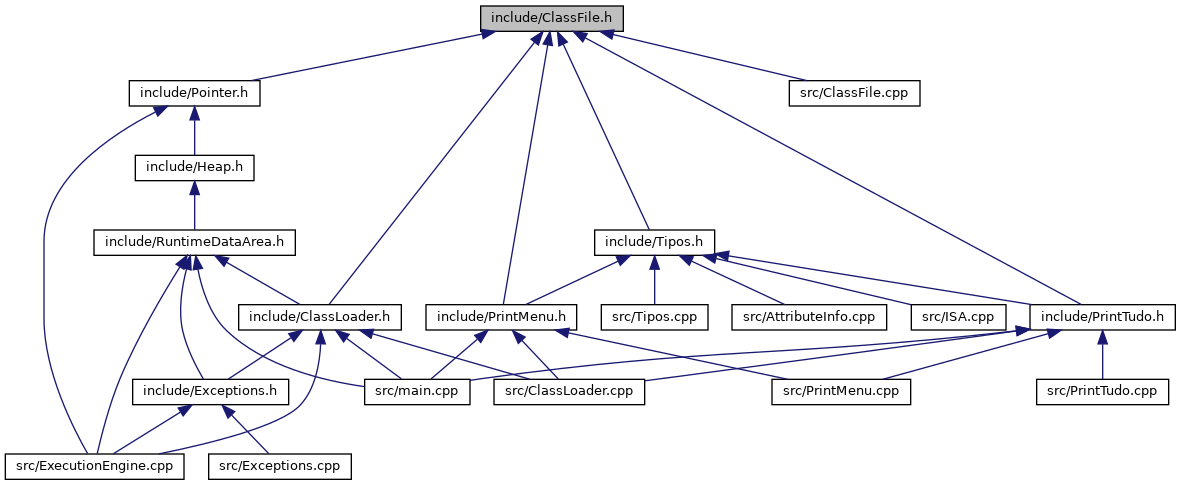 include/ClassFile.h
include/Pointer.h
src/ClassFile.cpp
include/Heap.h
include/RuntimeDataArea.h
include/Tipos.h
include/ClassLoader.h
include/PrintMenu.h
src/Tipos.cpp
src/AttributeInfo.cpp
src/ISA.cpp
include/PrintTudo.h
include/Exceptions.h
src/main.cpp
src/ClassLoader.cpp
src/PrintMenu.cpp
src/PrintTudo.cpp
src/ExecutionEngine.cpp
src/Exceptions.cpp